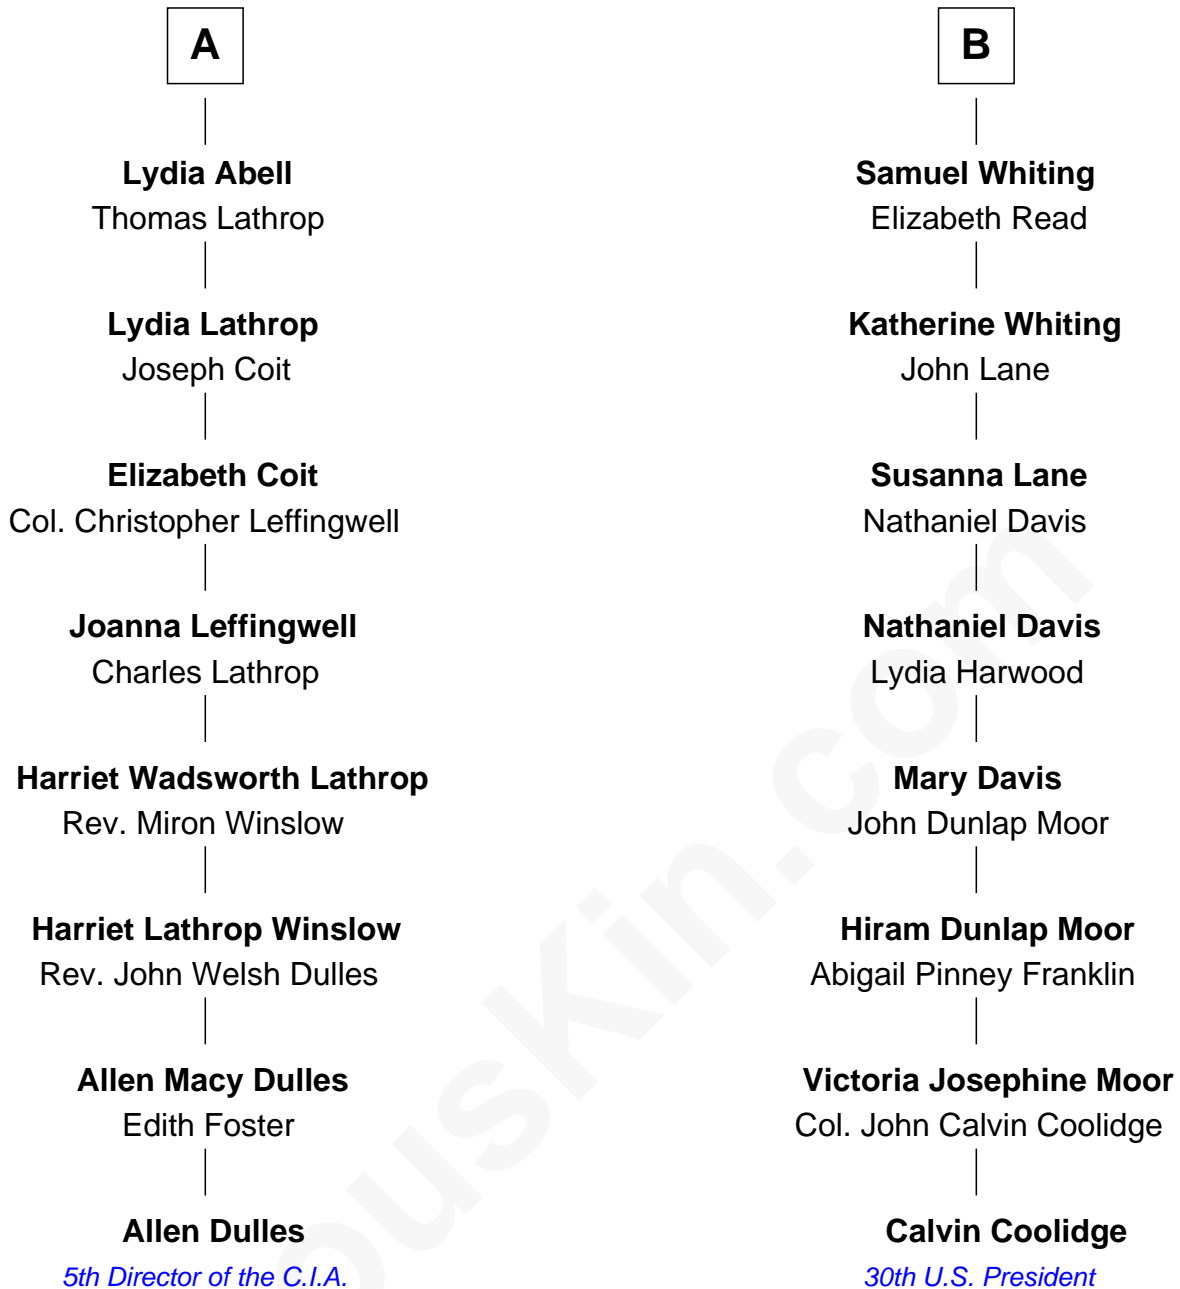 A
Lydia Abell
Thomas Lathrop
Lydia Lathrop
Joseph Coit
Elizabeth Coit
Col. Christopher Leffingwell
Joanna Leffingwell
Charles Lathrop
Harriet Wadsworth Lathrop
Rev. Miron Winslow
Harriet Lathrop Winslow
Rev. John Welsh Dulles
Allen Macy Dulles
Edith Foster
Allen Dulles
5th Director of the C.I.A.
B
Samuel Whiting
Elizabeth Read
Katherine Whiting
John Lane
Susanna Lane
Nathaniel Davis
Nathaniel Davis
Lydia Harwood
Mary Davis
John Dunlap Moor
Hiram Dunlap Moor
Abigail Pinney Franklin
Victoria Josephine Moor
Col. John Calvin Coolidge
Calvin Coolidge
30th U.S. President
ousKin.com